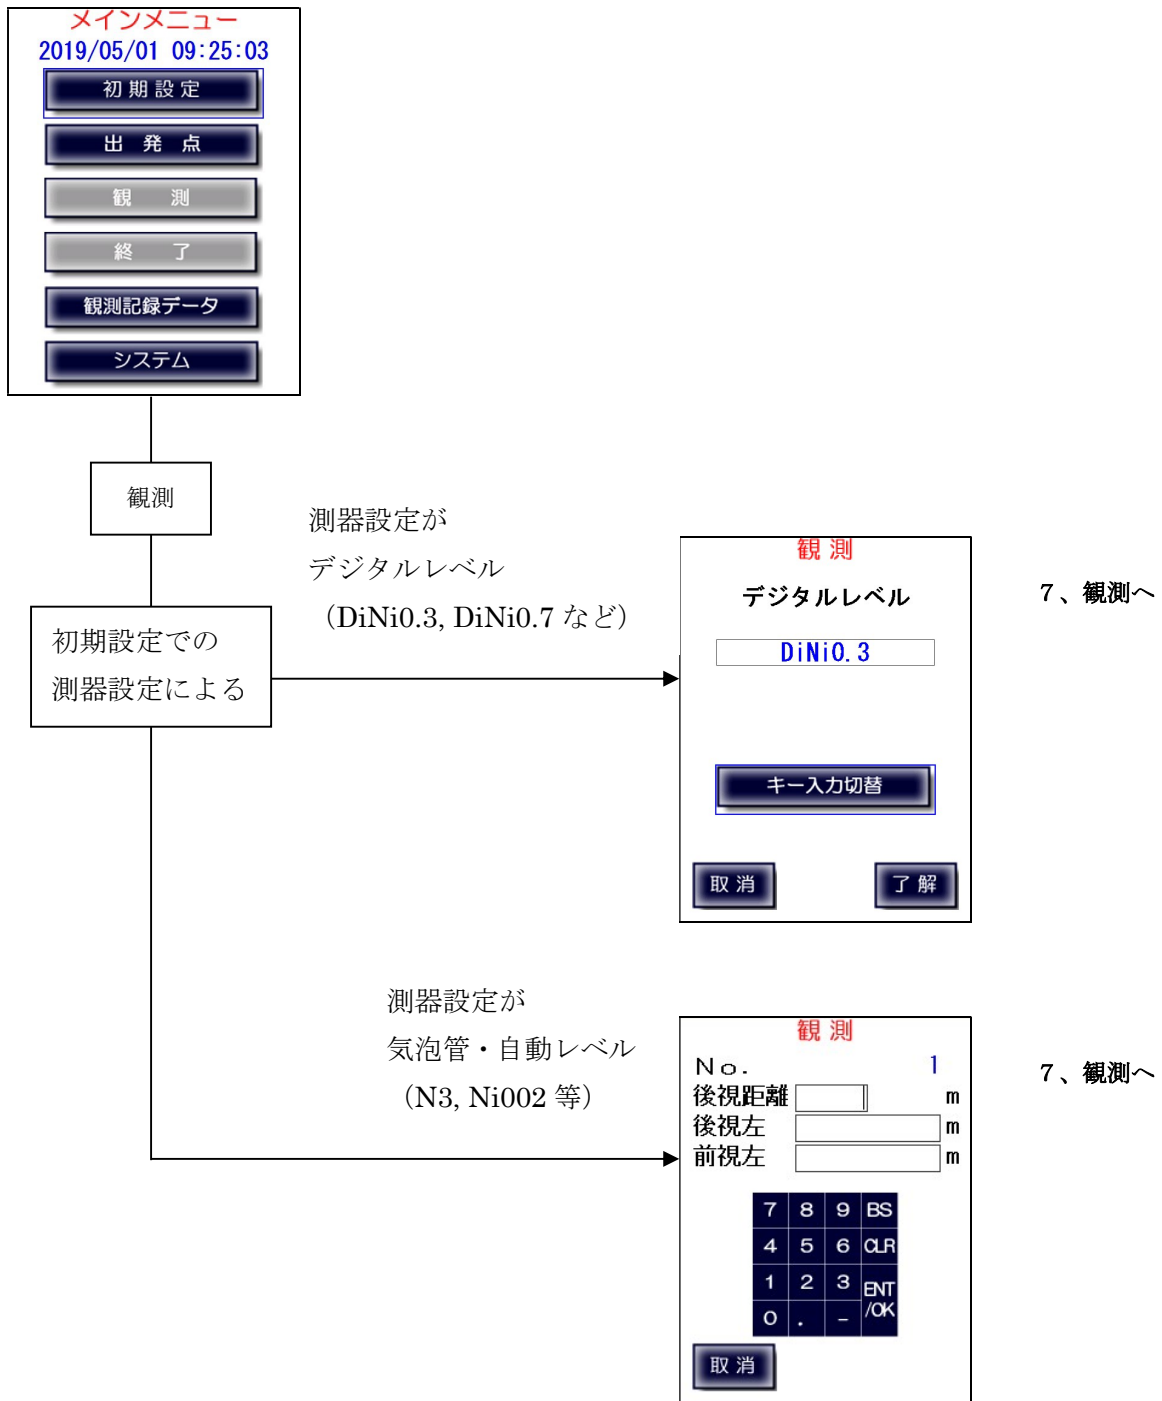 メインメニュー
2019/05/01 09:25:03
初 期 設 定
出 発 点
観 測
終 了
観測記録データ
システム
観測
初期設定での
測器設定による
測器設定が
デジタルレベル
（DiNi0.3, DiNi0.7 など）
観 測
デジタルレベル
DiNi0.3
キー入力切替
取 消
了 解
7、観測へ
測器設定が
気泡管・自動レベル
（N3, Ni002 等）
観 測
No. 1
後視距離 m
後視左 m
前視左 m
7 8 9 BS
4 5 6 CLR
1 2 3 ENT
/OK
0 . -
取 消
7、観測へ